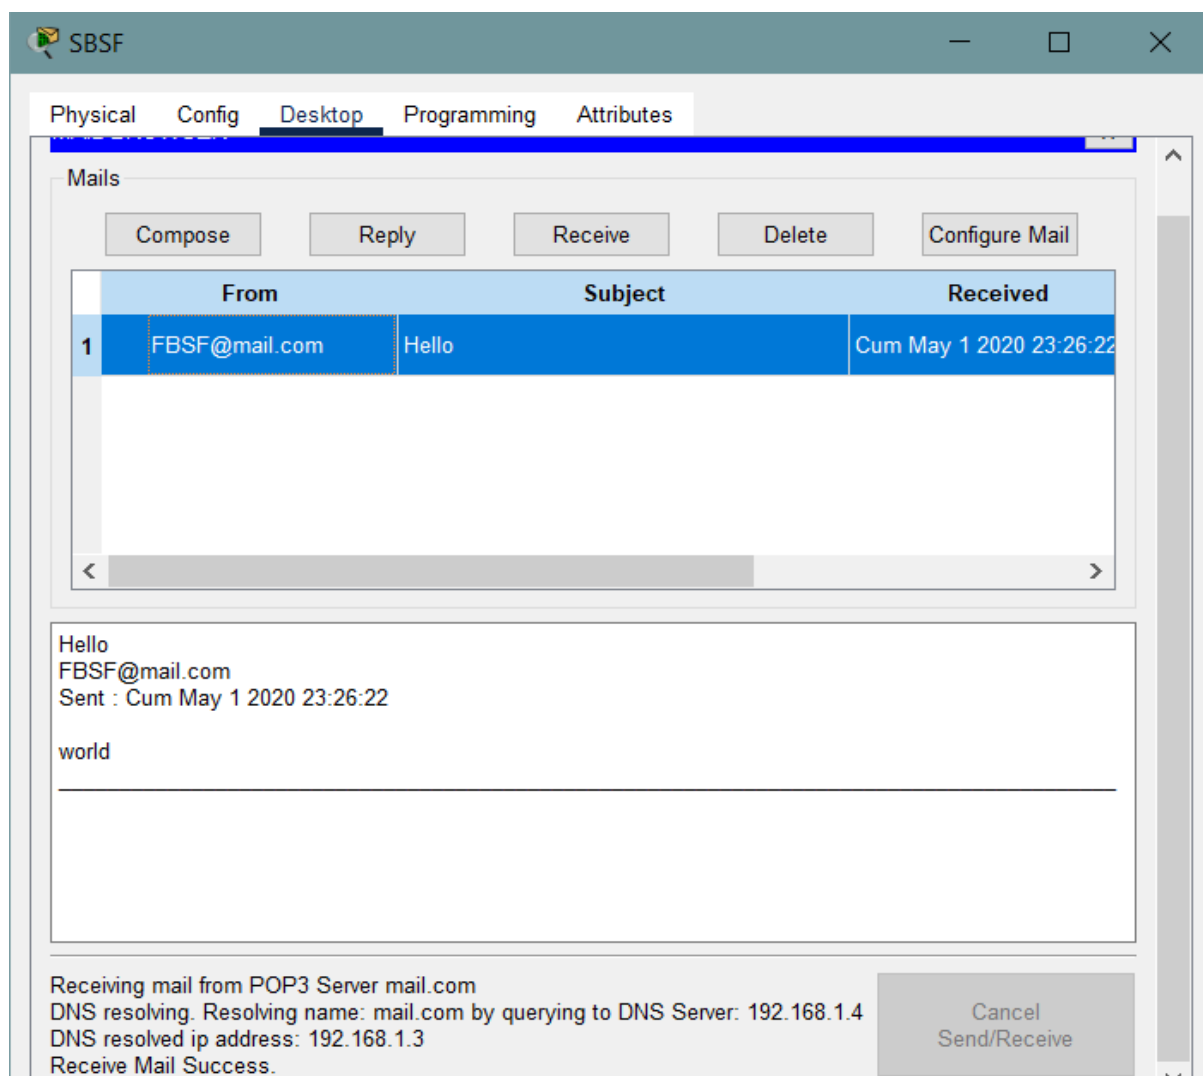 SBSF
Physical Config Desktop Programming Attributes
Mails
Compose Reply Receive Delete Configure Mail
From Subject Received
1 FBSF@mail.com Hello Cum May 1 2020 23:26:22
Hello
FBSF@mail.com
Sent : Cum May 1 2020 23:26:22
world
Receiving mail from POP3 Server mail.com
DNS resolving. Resolving name: mail.com by querying to DNS Server: 192.168.1.4
DNS resolved ip address: 192.168.1.3
Receive Mail Success.
Cancel
Send/Receive